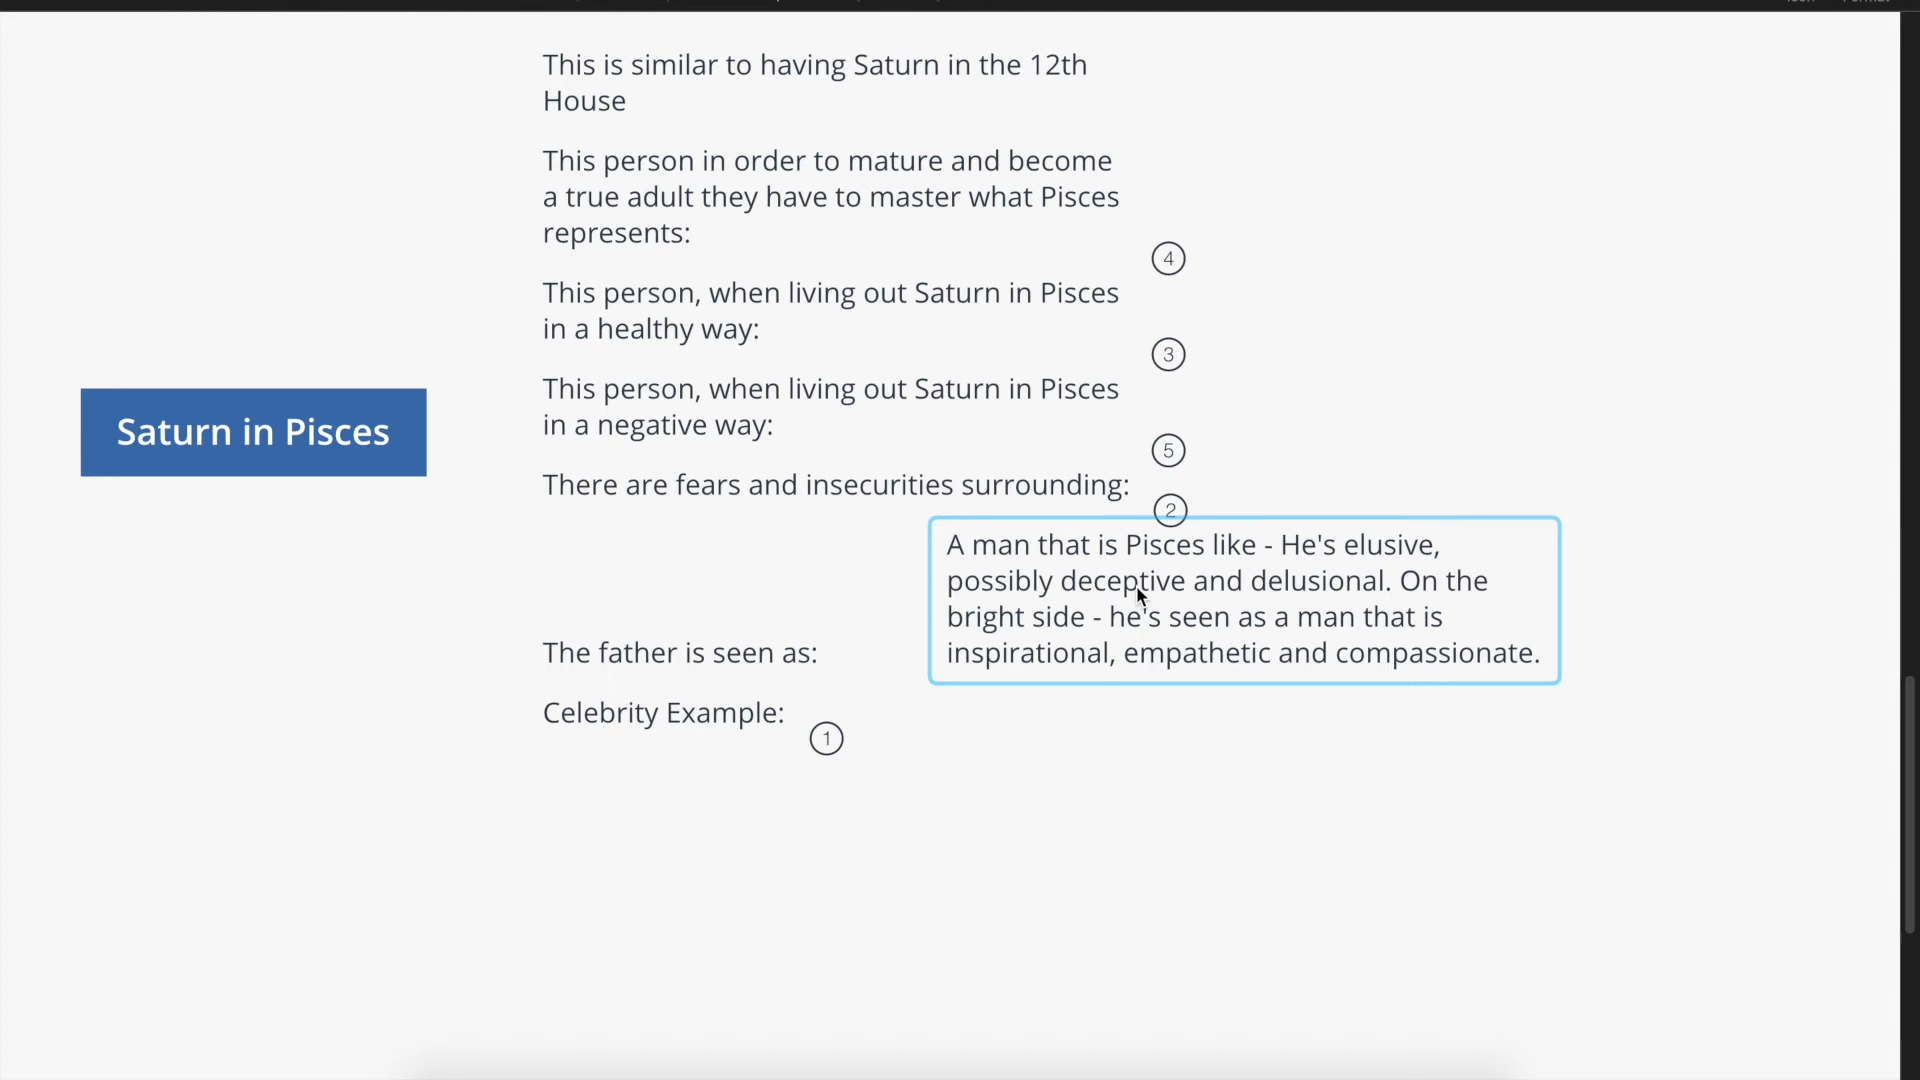 This is similar to having Saturn in the 12th
House
This person in order to mature and become
a true adult they have to master what Pisces
represents:
4
This person, when living out Saturn in Pisces
in a healthy way:
3
Saturn in Pisces
This person, when living out Saturn in Pisces
in a negative way:
5
There are fears and insecurities surrounding:
2
A man that is Pisces like - He's elusive,
possibly deceptive and delusional. On the
bright side - he's seen as a man that is
inspirational, empathetic and compassionate.
The father is seen as:
Celebrity Example:
1